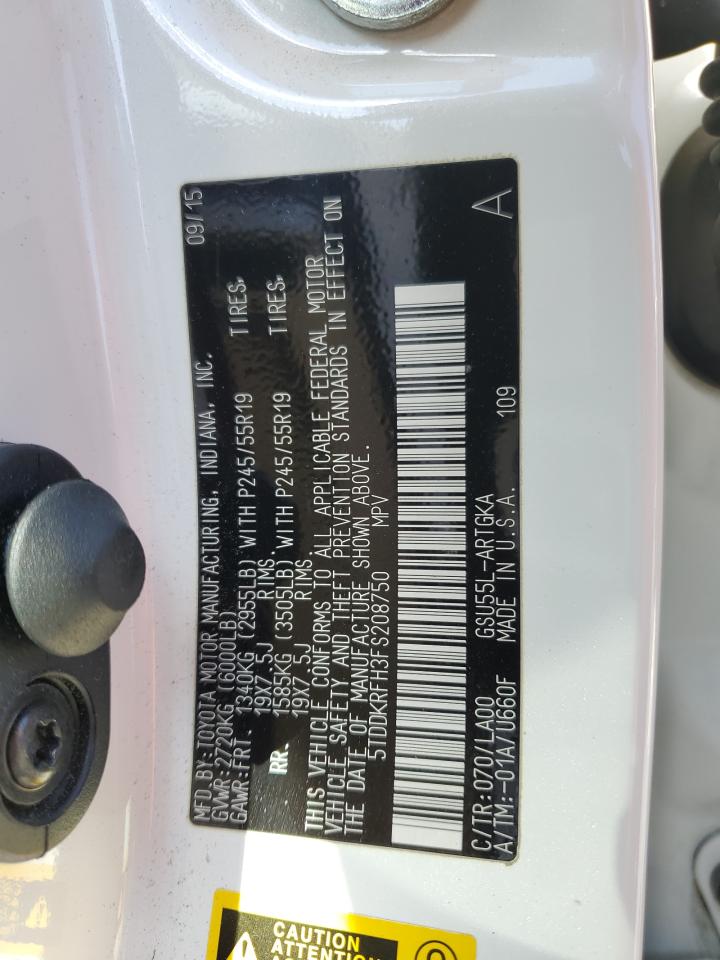 MFD. BY: TOYOTA MOTOR MANUFACTURING, INDIANA, INC. 09/15
GVWR: 2720KG (6000LB)
GAWR: FRT. 1340KG (2955LB) WITH P245/55R19 TIRES,
19X7.5J RIMS.
RR. 1585KG (3505LB) WITH P245/55R19 TIRES,
19X7.5J RIMS.
THIS VEHICLE CONFORMS TO ALL APPLICABLE FEDERAL MOTOR
VEHICLE SAFETY AND THEFT PREVENTION STANDARDS IN EFFECT ON
THE DATE OF MANUFACTURE SHOWN ABOVE.
5TDDKRFH3FS208750 MPV
C/TR: 070/LA00 GSU55L-ARTGKA 109 A
A/TM: -01A/U660F MADE IN U.S.A.
CAUTION
ATTENTION